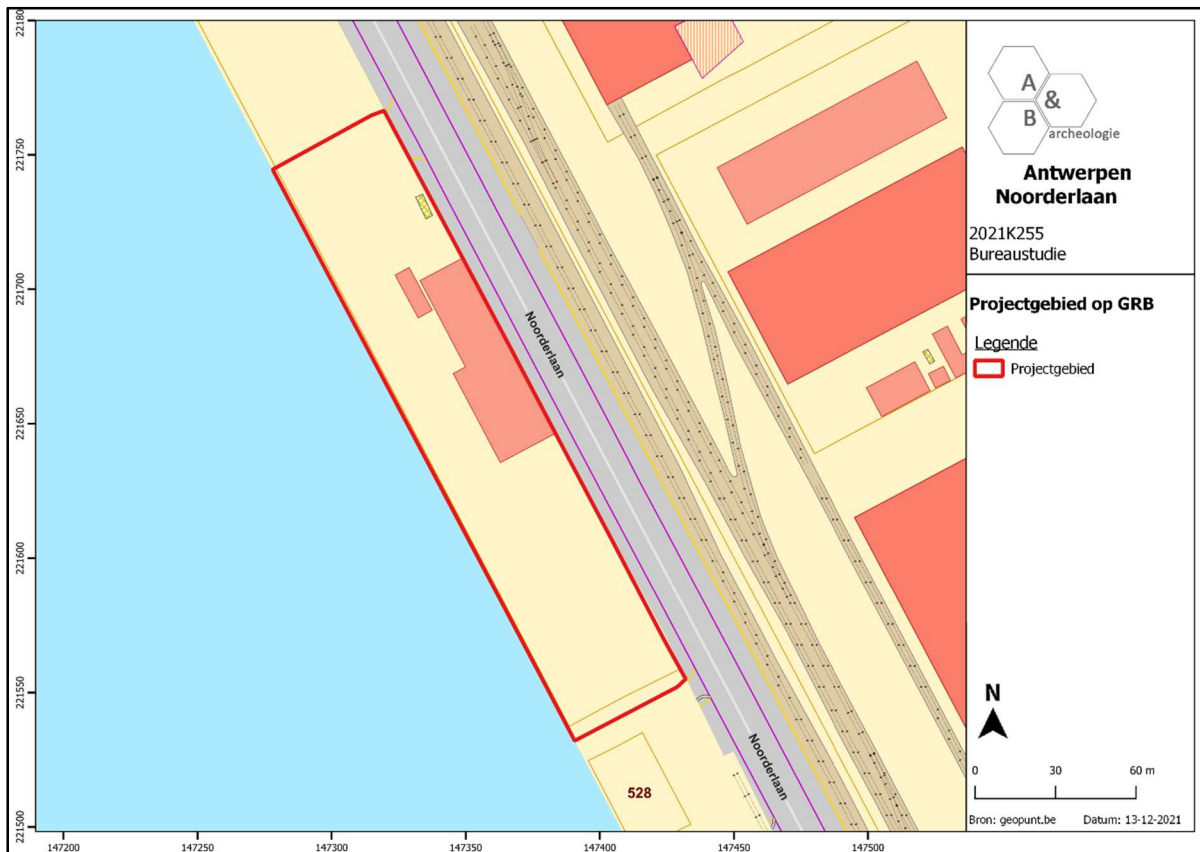 22180
221750
221700
221650
221600
221550
221500
147200
147250
147300
147350
147400
147450
147500
Noorderlaan
Noorderlaan
528
A
&
B
archeologie
Antwerpen
Noorderlaan
2021K255
Bureaustudie
Projectgebied op GRB
Legende
Projectgebied
N
0 30 60 m
Bron: geopunt.be Datum: 13-12-2021